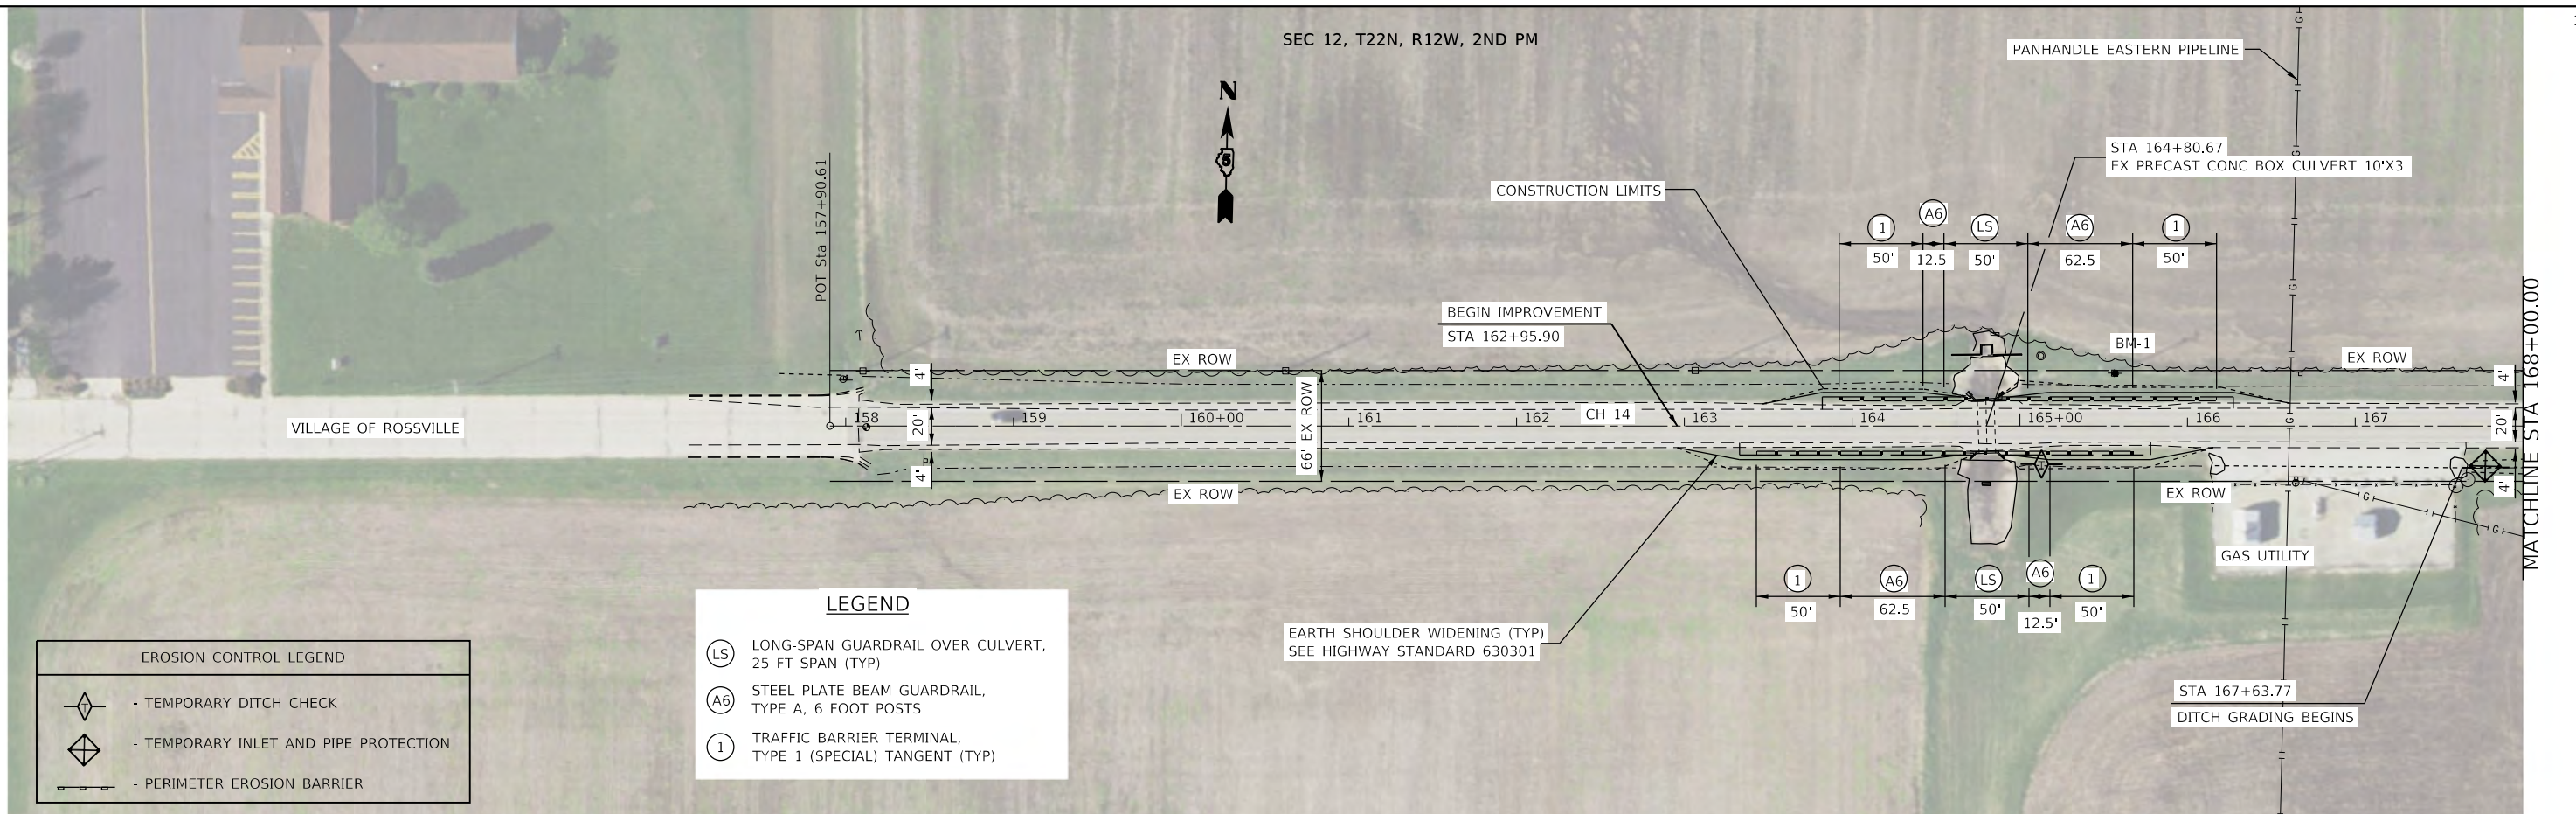 SEC 12, T22N, R12W, 2ND PM
PANHANDLE EASTERN PIPELINE
G
N
5
POT Sta 157+90.61
CONSTRUCTION LIMITS
STA 164+80.67
EX PRECAST CONC BOX CULVERT 10'X3'
1
A6
LS
A6
1
50'
12.5'
50'
62.5
50'
G
G
G
BEGIN IMPROVEMENT
STA 162+95.90
BM-1
EX ROW
EX ROW
4'
20'
4'
66' EX ROW
VILLAGE OF ROSSVILLE
158
159
160+00
161
162
CH 14
163
164
165+00
166
167
G
4'
20'
4'
MATCHLINE STA 168+00.00
EX ROW
EX ROW
G
G
GAS UTILITY
1
A6
LS
A6
1
50'
62.5
50'
12.5'
50'
EARTH SHOULDER WIDENING (TYP)
SEE HIGHWAY STANDARD 630301
STA 167+63.77
DITCH GRADING BEGINS
G
LEGEND
LS
LONG-SPAN GUARDRAIL OVER CULVERT,
25 FT SPAN (TYP)
A6
STEEL PLATE BEAM GUARDRAIL,
TYPE A, 6 FOOT POSTS
1
TRAFFIC BARRIER TERMINAL,
TYPE 1 (SPECIAL) TANGENT (TYP)
EROSION CONTROL LEGEND
T
- TEMPORARY DITCH CHECK
- TEMPORARY INLET AND PIPE PROTECTION
- PERIMETER EROSION BARRIER